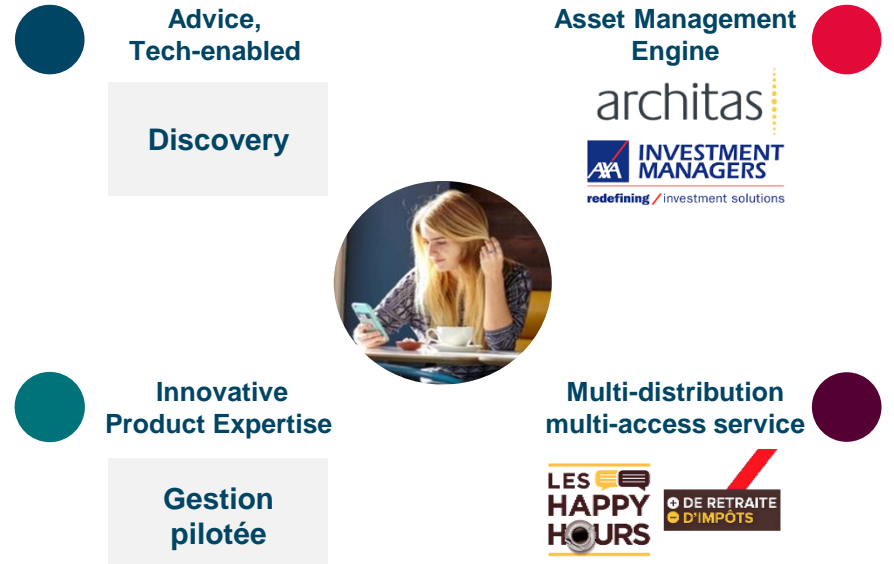 Advice,
Tech-enabled
Discovery
Asset Management
Engine
architas
AXA INVESTMENT
MANAGERS
redefining / investment solutions
Innovative
Product Expertise
Gestion
pilotée
Multi-distribution
multi-access service
LES
HAPPY
HOURS
+ DE RETRAITE
- D'IMPÔTS